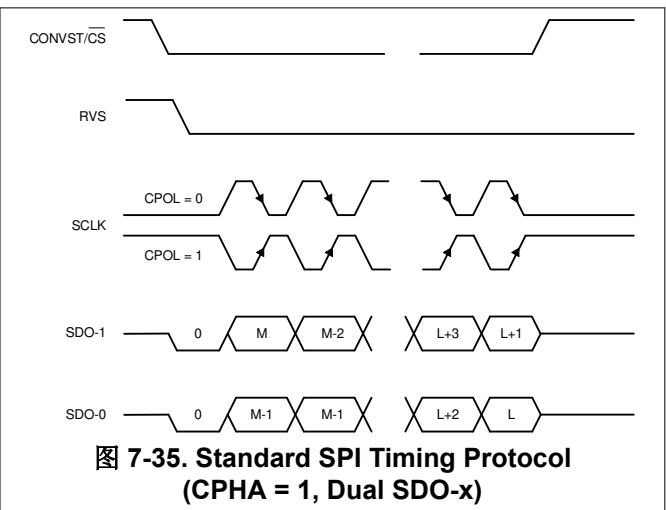 CONVST/CS
RVS
CPOL = 0
SCLK
CPOL = 1
SDO-1 0 M M-2 L+3 L+1
SDO-0 0 M-1 M-1 L+2 L
图 7-35. Standard SPI Timing Protocol
(CPHA = 1, Dual SDO-x)